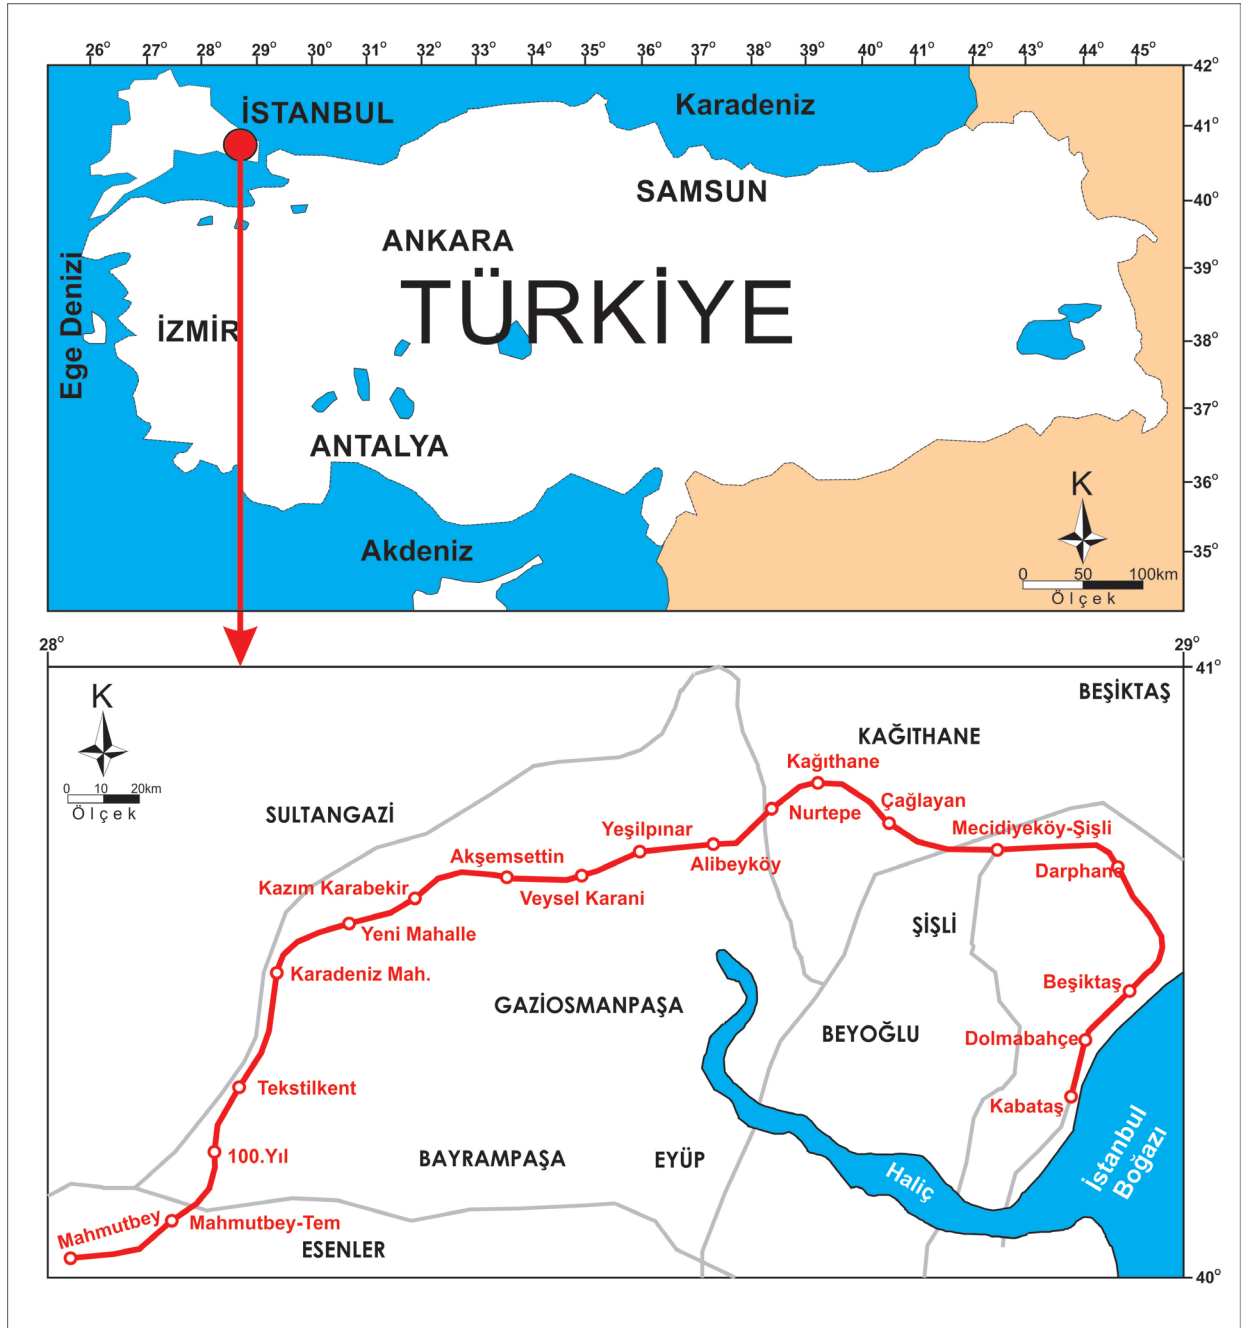 26° 27° 28° 29° 30° 31° 32° 33° 34° 35° 36° 37° 38° 39° 40° 41° 42° 43° 44° 45°
42°
İSTANBUL
Karadeniz
41°
SAMSUN
40°
ANKARA
39°
Ege Denizi
TÜRKİYE
İZMİR
38°
37°
ANTALYA
K
36°
Akdeniz
35°
0 50 100km
Ölçek
28°
29°
41°
K
BEŞİKTAŞ
KAĞITHANE
Kağıthane
0 10 20km
Ölçek
SULTANGAZİ
Nurtepe
Çağlayan
Yeşilpınar
Mecidiyeköy-Şişli
Akşemsettin
Alibeyköy
Darphane
Kazım Karabekir
Veysel Karani
Yeni Mahalle
ŞİŞLİ
Karadeniz Mah.
Beşiktaş
GAZİOSMANPAŞA
BEYOĞLU
Dolmabahçe
Tekstilkent
Kabataş
100.Yıl
BAYRAMPAŞA
EYÜP
Haliç
İstanbul
Boğazı
Mahmutbey
Mahmutbey-Tem
ESENLER
40°